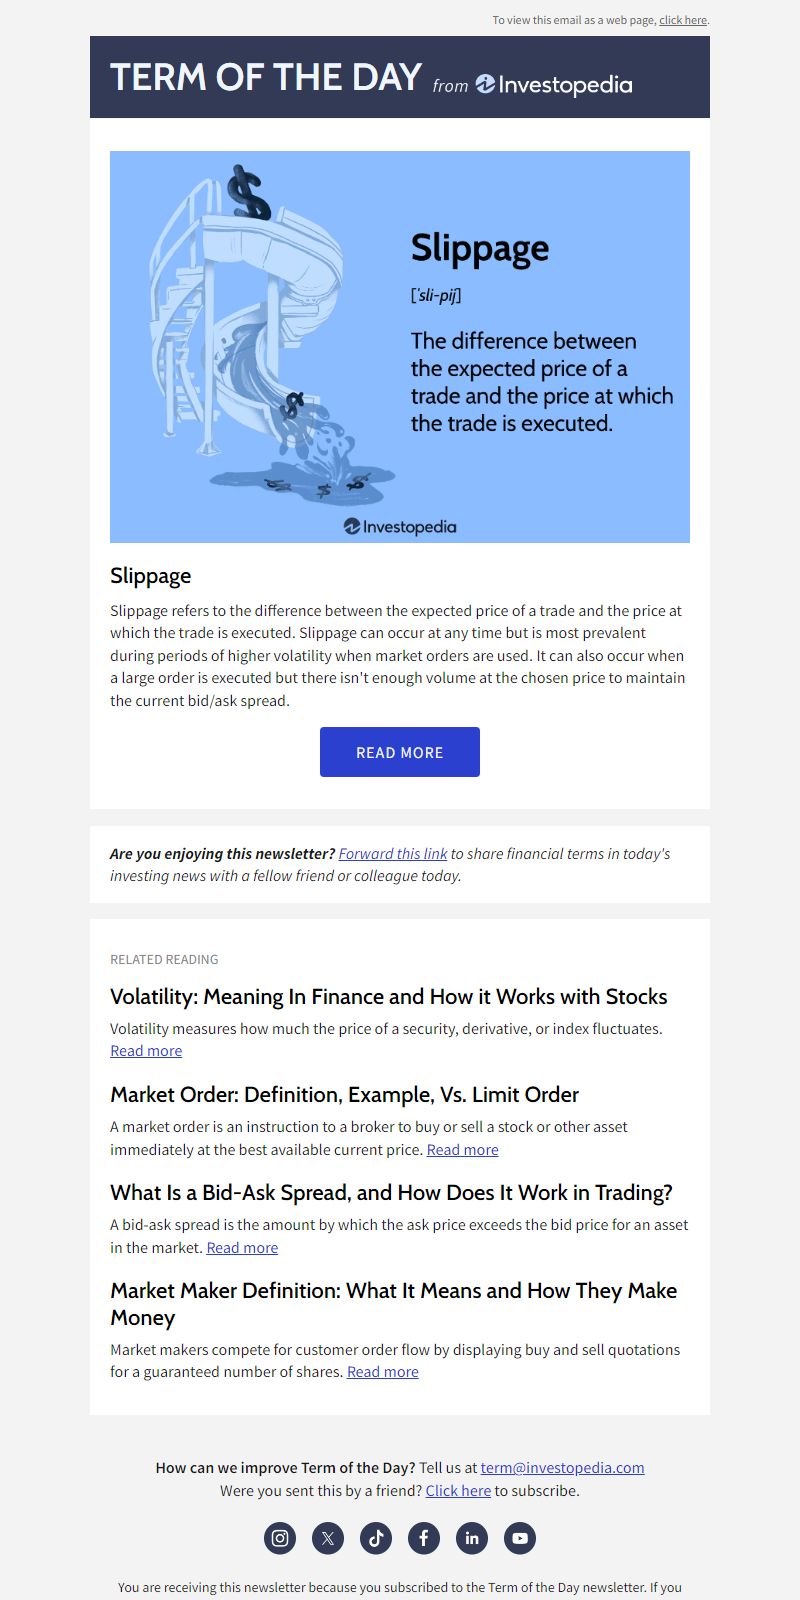 To view this email as a web page, click here.
TERM OF THE DAY from Investopedia
$
Slippage
['sli-pij]
The difference between
the expected price of a
trade and the price at which
the trade is executed.
$
$ $ $
Investopedia
Slippage
Slippage refers to the difference between the expected price of a trade and the price at
which the trade is executed. Slippage can occur at any time but is most prevalent
during periods of higher volatility when market orders are used. It can also occur when
a large order is executed but there isn't enough volume at the chosen price to maintain
the current bid/ask spread.
READ MORE
Are you enjoying this newsletter? Forward this link to share financial terms in today's
investing news with a fellow friend or colleague today.
RELATED READING
Volatility: Meaning In Finance and How it Works with Stocks
Volatility measures how much the price of a security, derivative, or index fluctuates.
Read more
Market Order: Definition, Example, Vs. Limit Order
A market order is an instruction to a broker to buy or sell a stock or other asset
immediately at the best available current price. Read more
What Is a Bid-Ask Spread, and How Does It Work in Trading?
A bid-ask spread is the amount by which the ask price exceeds the bid price for an asset
in the market. Read more
Market Maker Definition: What It Means and How They Make
Money
Market makers compete for customer order flow by displaying buy and sell quotations
for a guaranteed number of shares. Read more
How can we improve Term of the Day? Tell us at term@investopedia.com
Were you sent this by a friend? Click here to subscribe.
You are receiving this newsletter because you subscribed to the Term of the Day newsletter. If you